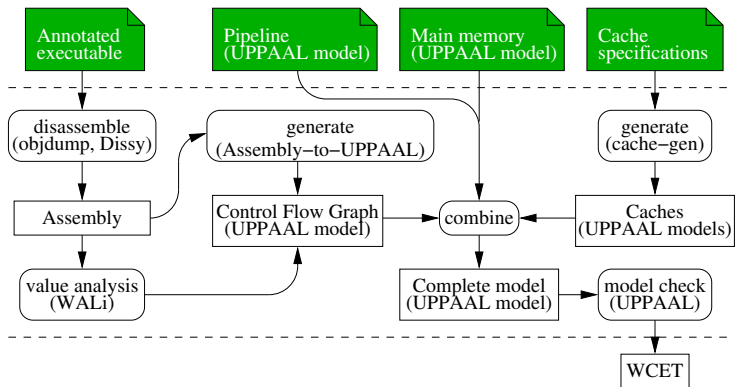 Annotated
executable
Pipeline
(UPPAAL model)
Main memory
(UPPAAL model)
Cache
specifications
disassemble
(objdump, Dissy)
generate
(Assembly−to−UPPAAL)
generate
(cache−gen)
Assembly
Control Flow Graph
(UPPAAL model)
combine
Caches
(UPPAAL models)
value analysis
(WALi)
Complete model
(UPPAAL model)
model check
(UPPAAL)
WCET